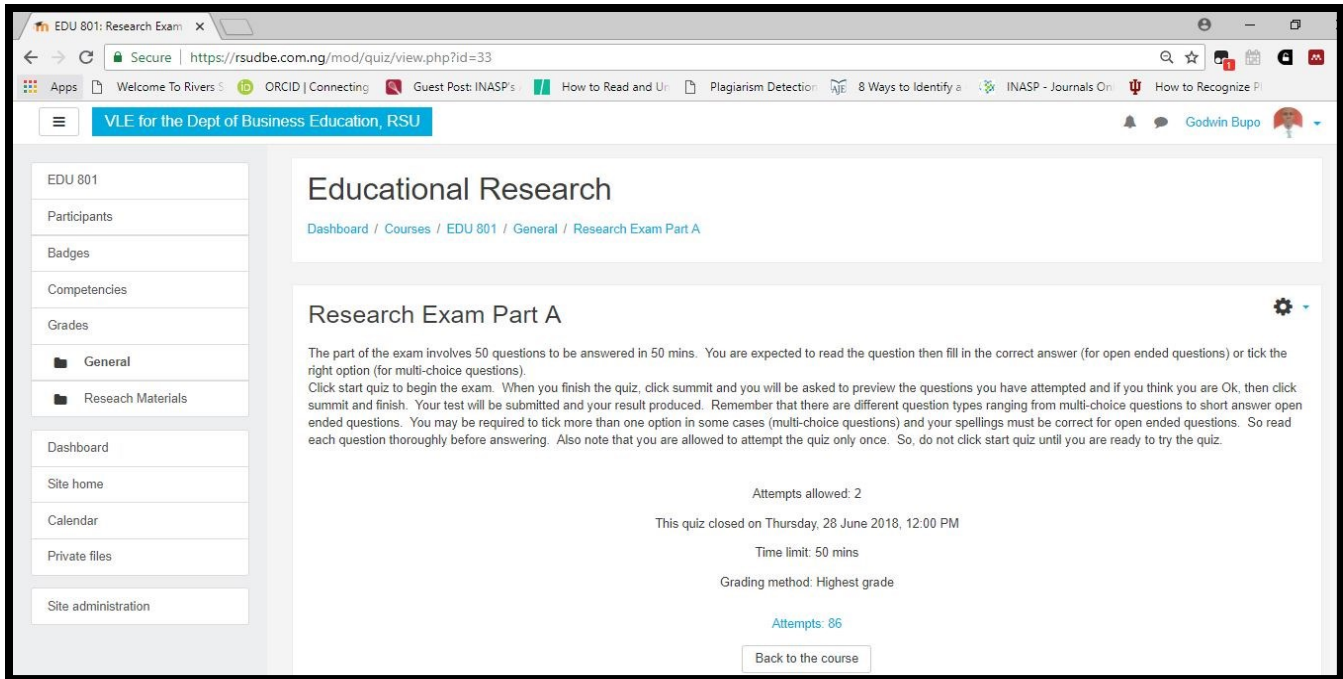 EDU 801: Research Exam
Secure | https://rsudbe.com.ng/mod/quiz/view.php?id=33
Apps Welcome To Rivers S ORCID | Connecting Guest Post: INASP's How to Read and Un Plagiarism Detection AJE 8 Ways to Identify a INASP - Journals On How to Recognize Pl
VLE for the Dept of Business Education, RSU
Godwin Bupo
EDU 801
Participants
Badges
Competencies
Grades
General
Reseach Materials
Dashboard
Site home
Calendar
Private files
Site administration
Educational Research
Dashboard / Courses / EDU 801 / General / Research Exam Part A
Research Exam Part A
The part of the exam involves 50 questions to be answered in 50 mins. You are expected to read the question then fill in the correct answer (for open ended questions) or tick the
right option (for multi-choice questions).
Click start quiz to begin the exam. When you finish the quiz, click summit and you will be asked to preview the questions you have attempted and if you think you are Ok, then click
summit and finish. Your test will be submitted and your result produced. Remember that there are different question types ranging from multi-choice questions to short answer open
ended questions. You may be required to tick more than one option in some cases (multi-choice questions) and your spellings must be correct for open ended questions. So read
each question thoroughly before answering. Also note that you are allowed to attempt the quiz only once. So, do not click start quiz until you are ready to try the quiz.
Attempts allowed: 2
This quiz closed on Thursday, 28 June 2018, 12:00 PM
Time limit: 50 mins
Grading method: Highest grade
Attempts: 86
Back to the course